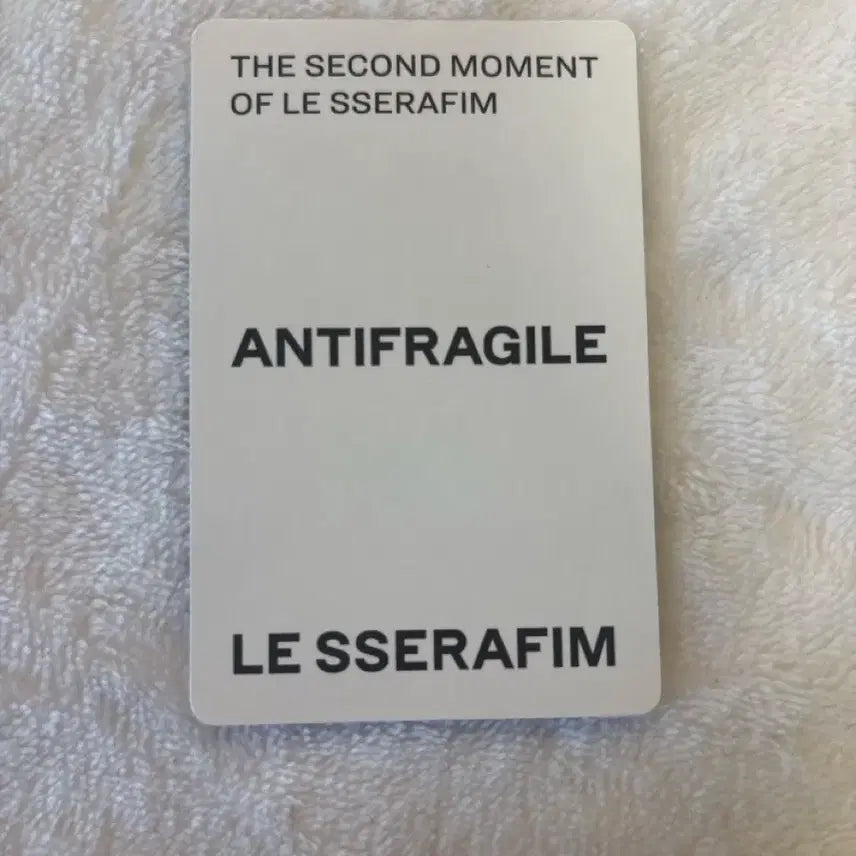 THE SECOND MOMENT
OF LE SSERAFIM
ANTIFRAGILE
LE SSERAFIM